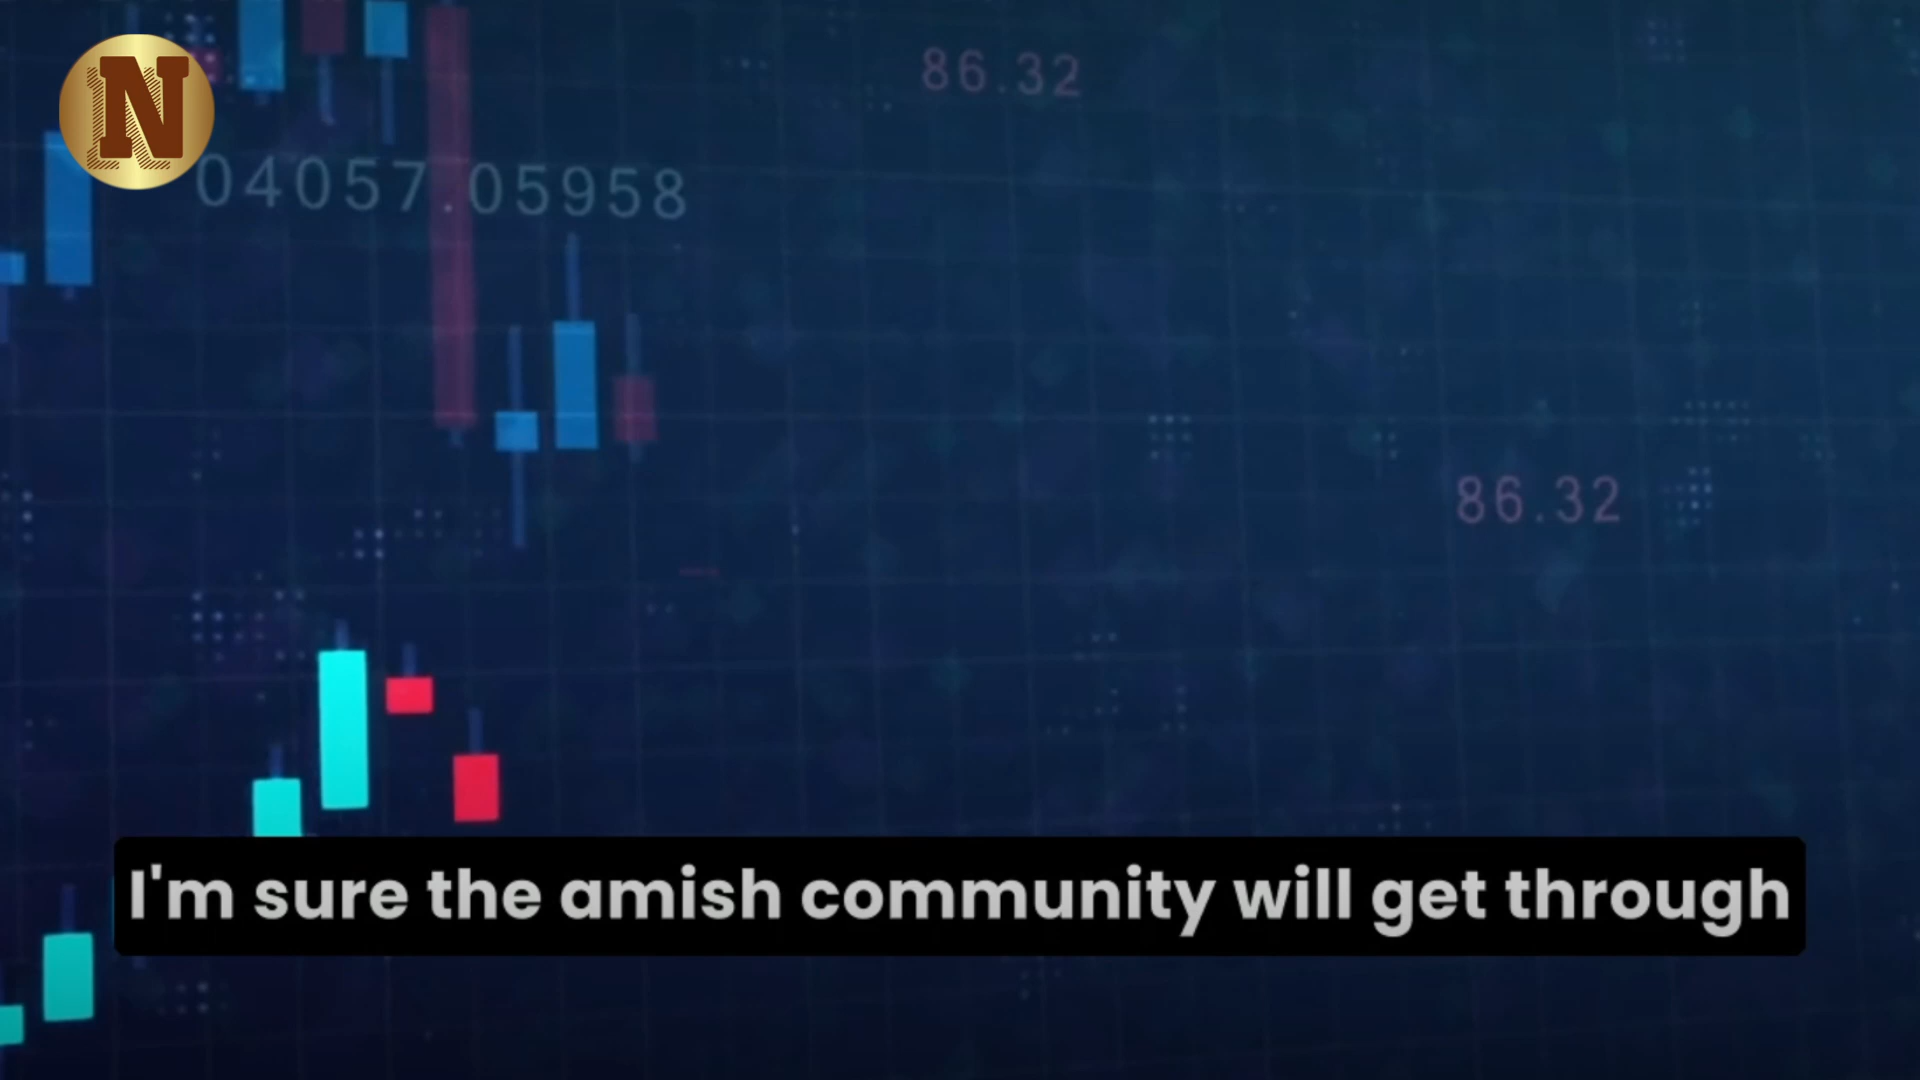 N
86.32
04057.05958
86.32
I'm sure the amish community will get through